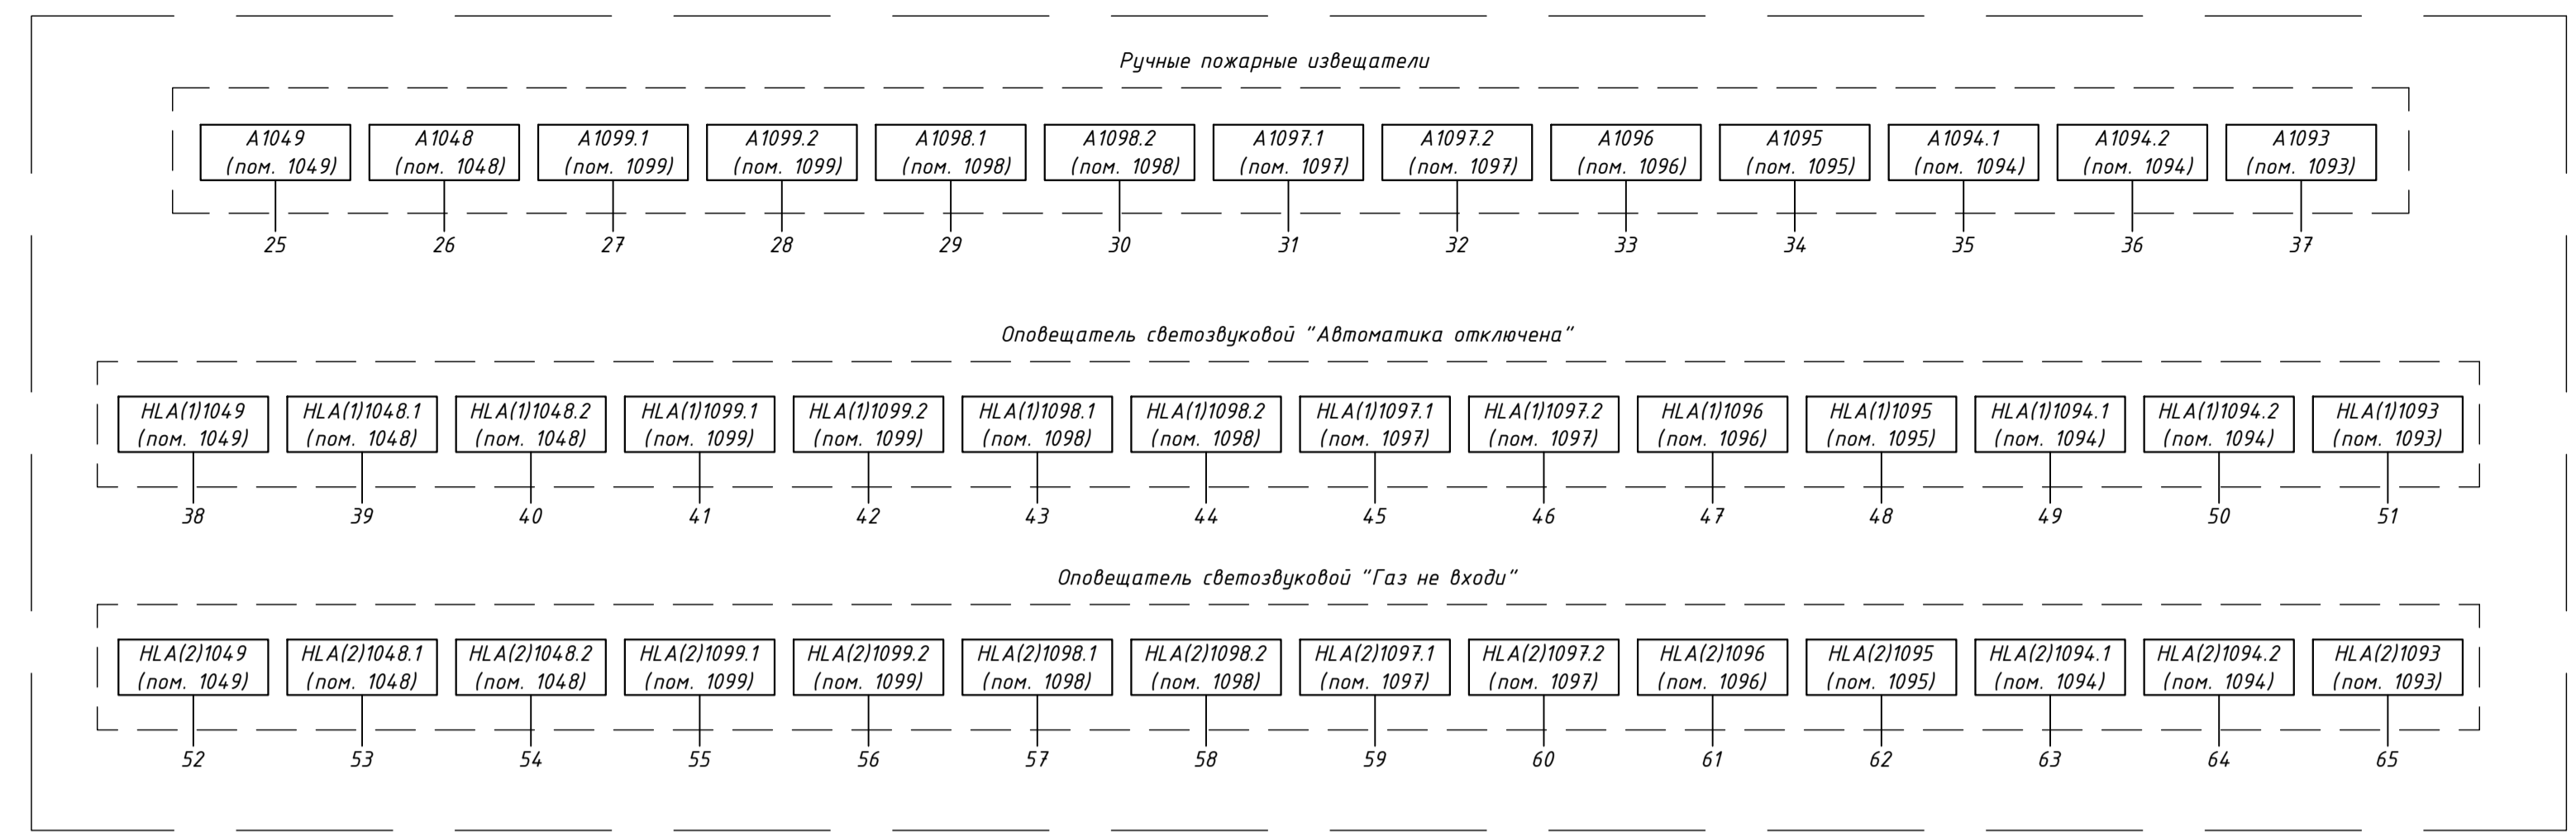 Ручные пожарные извещатели
A1049 A1048 A1099.1 A1099.2 A1098.1 A1098.2 A1097.1 A1097.2 A1096 A1095 A1094.1 A1094.2 A1093
(пом. 1049) (пом. 1048) (пом. 1099) (пом. 1099) (пом. 1098) (пом. 1098) (пом. 1097) (пом. 1097) (пом. 1096) (пом. 1095) (пом. 1094) (пом. 1094) (пом. 1093)
25 26 27 28 29 30 31 32 33 34 35 36 37
Оповещатель светозвуковой "Автоматика отключена"
HLA(1)1049 HLA(1)1048.1 HLA(1)1048.2 HLA(1)1099.1 HLA(1)1099.2 HLA(1)1098.1 HLA(1)1098.2 HLA(1)1097.1 HLA(1)1097.2 HLA(1)1096 HLA(1)1095 HLA(1)1094.1 HLA(1)1094.2 HLA(1)1093
(пом. 1049) (пом. 1048) (пом. 1048) (пом. 1099) (пом. 1099) (пом. 1098) (пом. 1098) (пом. 1097) (пом. 1097) (пом. 1096) (пом. 1095) (пом. 1094) (пом. 1094) (пом. 1093)
38 39 40 41 42 43 44 45 46 47 48 49 50 51
Оповещатель светозвуковой "Газ не входи"
HLA(2)1049 HLA(2)1048.1 HLA(2)1048.2 HLA(2)1099.1 HLA(2)1099.2 HLA(2)1098.1 HLA(2)1098.2 HLA(2)1097.1 HLA(2)1097.2 HLA(2)1096 HLA(2)1095 HLA(2)1094.1 HLA(2)1094.2 HLA(2)1093
(пом. 1049) (пом. 1048) (пом. 1048) (пом. 1099) (пом. 1099) (пом. 1098) (пом. 1098) (пом. 1097) (пом. 1097) (пом. 1096) (пом. 1095) (пом. 1094) (пом. 1094) (пом. 1093)
52 53 54 55 56 57 58 59 60 61 62 63 64 65